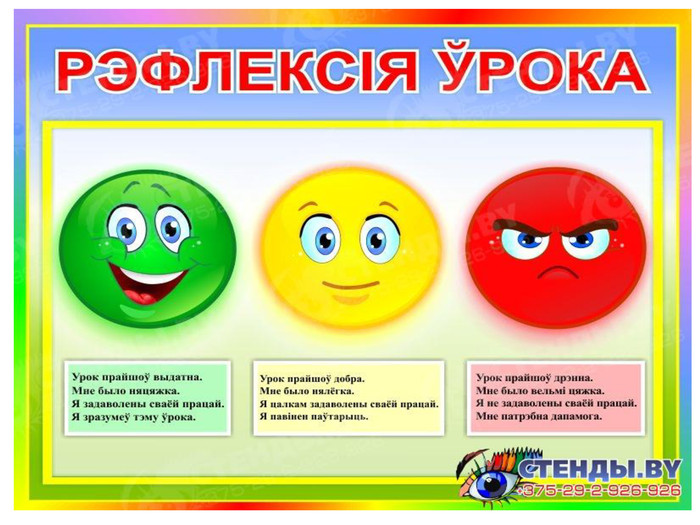 РЭФЛЕКСІЯ ЎРОКА
Урок прайшоў выдатна.
Мне было няцяжка.
Я задаволены сваёй працай.
Я зразумеў тэму ўрока.
Урок прайшоў добра.
Мне было нялёгка.
Я цалкам задаволены сваёй працай.
Я павінен паўтарыць.
Урок прайшоў дрэнна.
Мне было вельмі цяжка.
Я не задаволены сваёй працай.
Мне патрэбна дапамога.
СТЕНДЫ.BY
+375-29-2-926-926